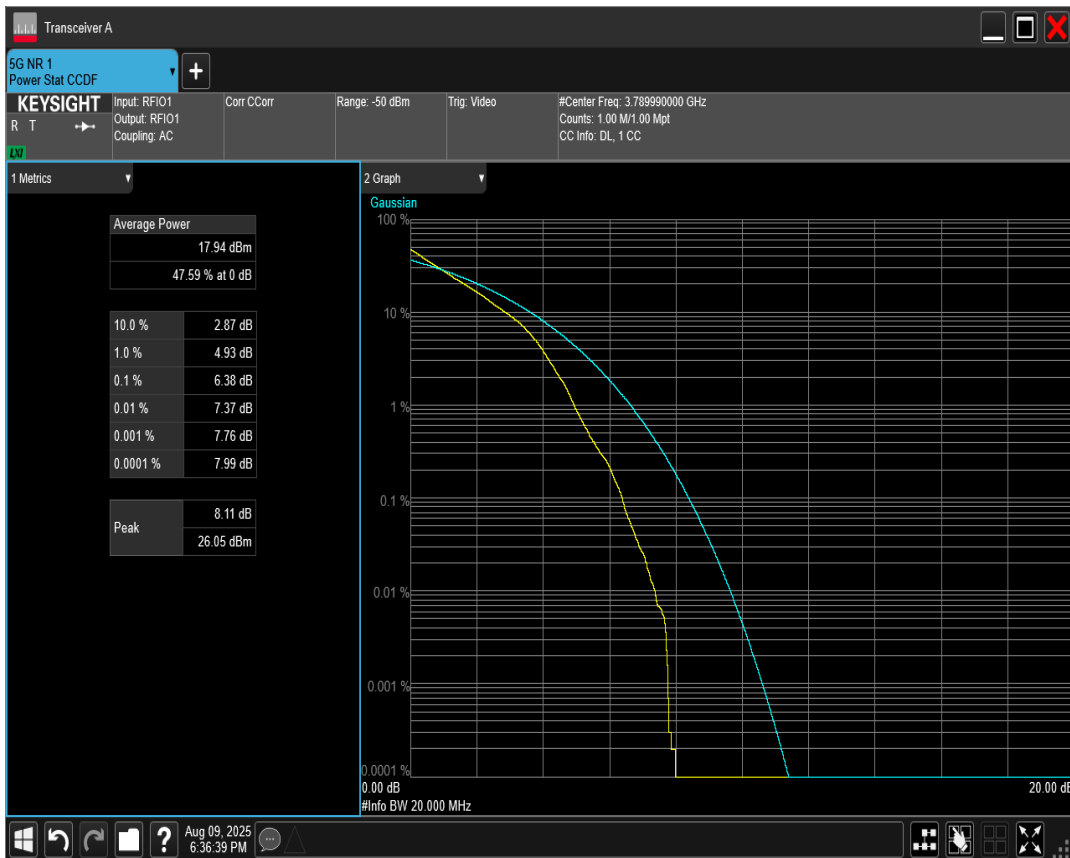 Transceiver A
5G NR 1
Power Stat CCDF
KEYSIGHT
R T
LXI
Input: RFIO1
Output: RFIO1
Coupling: AC
Corr CCorr
Range: -50 dBm
Trig: Video
#Center Freq: 3.789990000 GHz
Counts: 1.00 M/1.00 Mpt
CC Info: DL, 1 CC
1 Metrics
Average Power
17.94 dBm
47.59 % at 0 dB
10.0 % 2.87 dB
1.0 % 4.93 dB
0.1 % 6.38 dB
0.01 % 7.37 dB
0.001 % 7.76 dB
0.0001 % 7.99 dB
Peak
8.11 dB
26.05 dBm
2 Graph
Gaussian
100 %
10 %
1 %
0.1 %
0.01 %
0.001 %
0.0001 %
0.00 dB 20.00 dB
#Info BW 20.000 MHz
?
Aug 09, 2025
6:36:39 PM